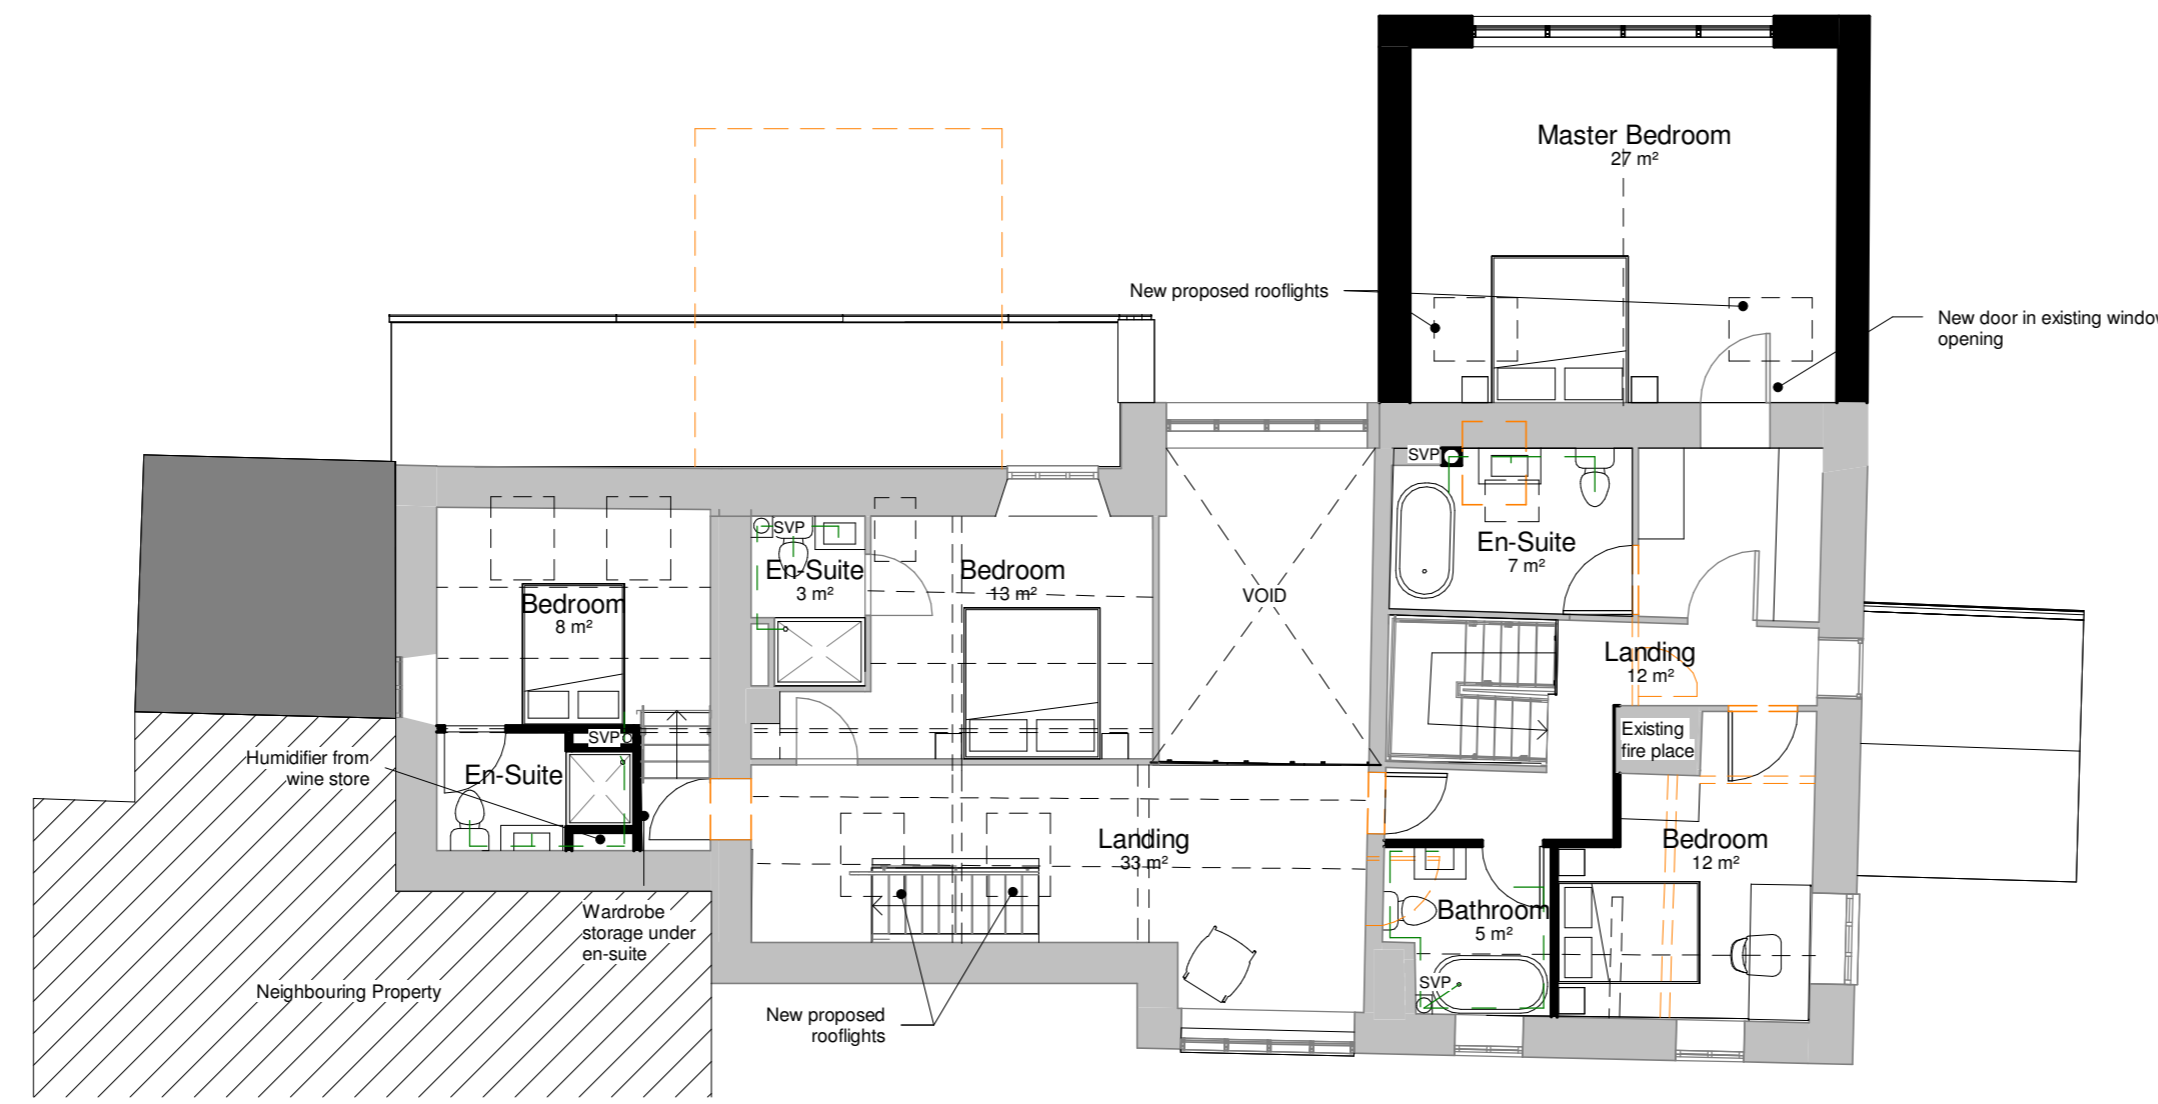 Master Bedroom
27 m²
New proposed rooflights
New door in existing window
opening
SVP
En-Suite
7 m²
SVP
En-Suite
3 m²
Bedroom
13 m²
VOID
Bedroom
8 m²
Landing
12 m²
Existing
fire place
SVP
Humidifier from
wine store
En-Suite
Landing
33 m²
Bedroom
12 m²
Bathroom
5 m²
SVP
Wardrobe
storage under
en-suite
Neighbouring Property
New proposed
rooflights